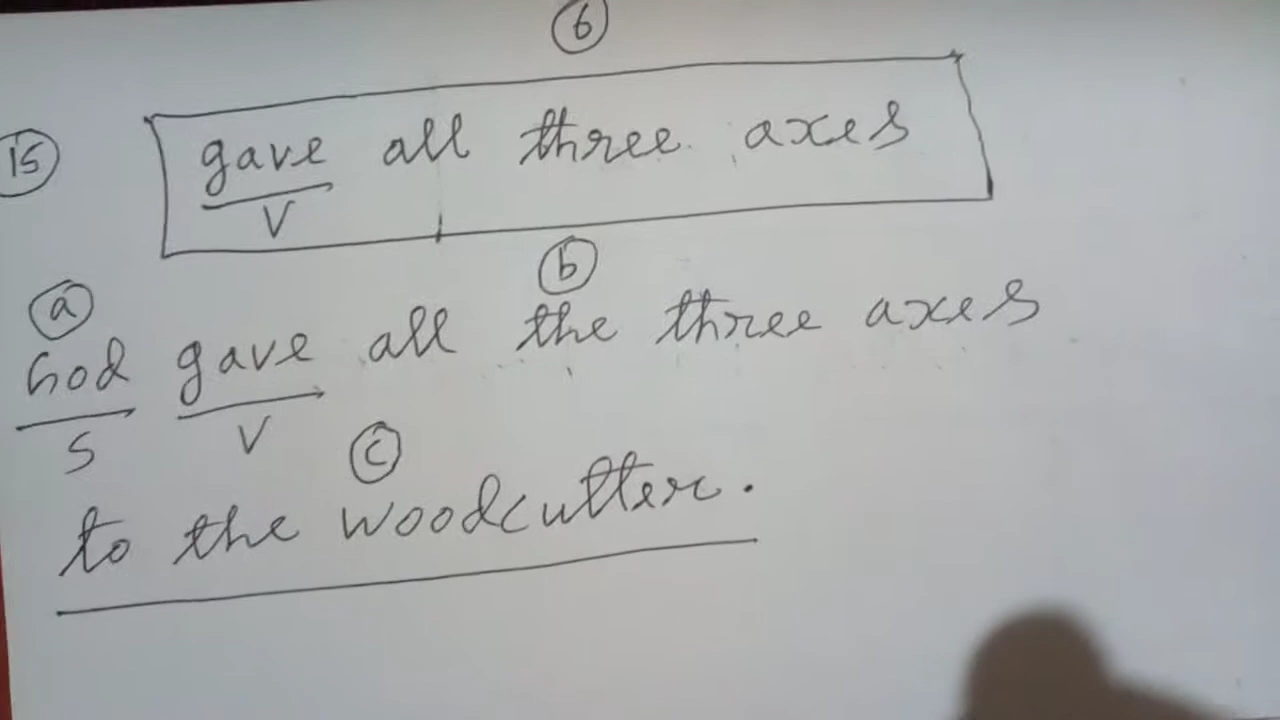 6
15 gave all three axes
V
a b
God gave all the three axes
S V c
to the woodcutter.